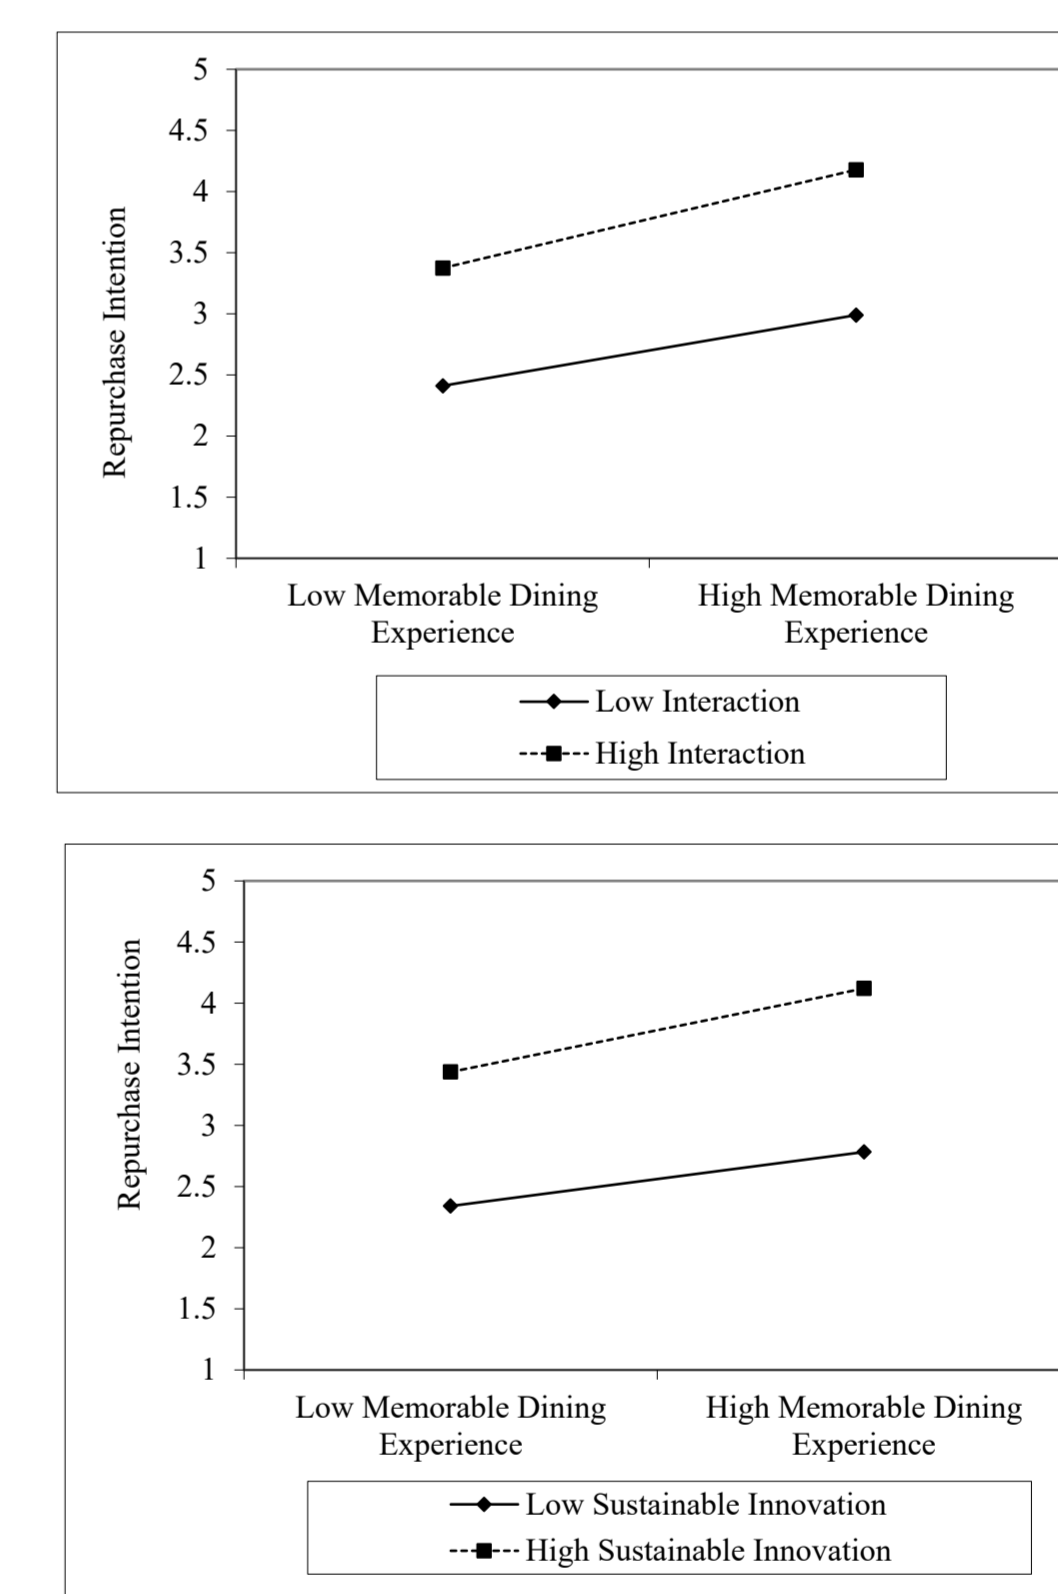 5
4.5
4
3.5
3
2.5
2
1.5
1
Repurchase Intention
Low Memorable Dining Experience
High Memorable Dining Experience
Low Interaction
High Interaction
5
4.5
4
3.5
3
2.5
2
1.5
1
Repurchase Intention
Low Memorable Dining Experience
High Memorable Dining Experience
Low Sustainable Innovation
High Sustainable Innovation